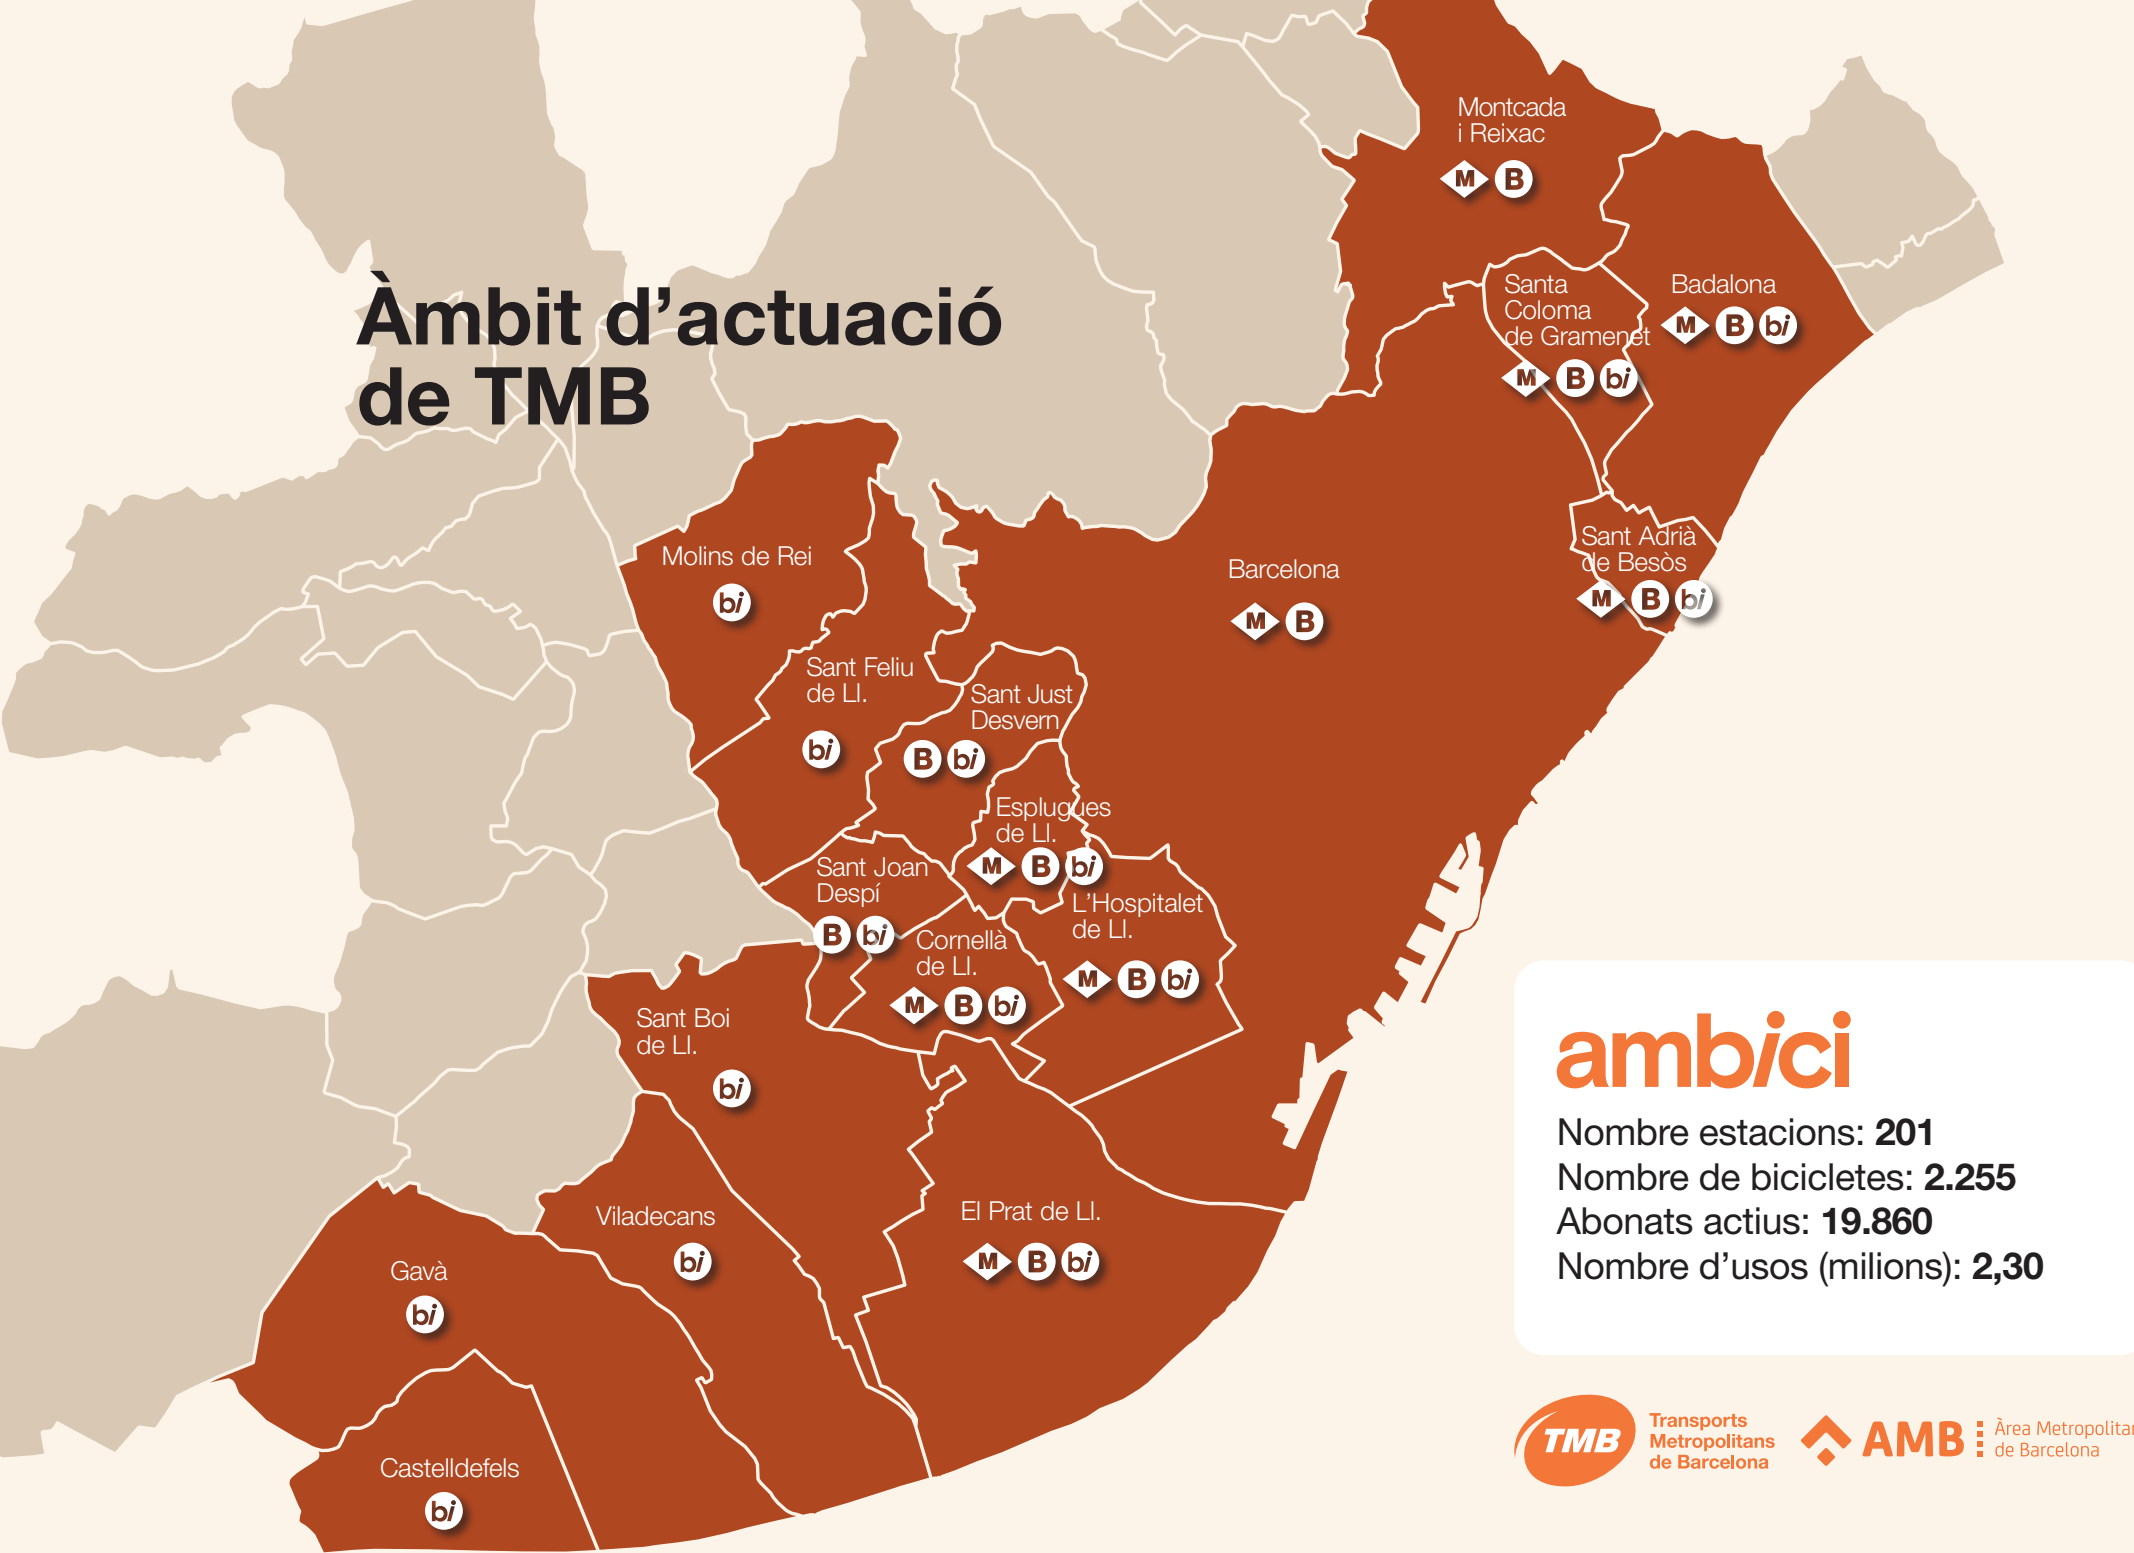 Àmbit d'actuació
de TMB
Montcada
i Reixac
M B
Santa
Coloma
de Gramenet
M B bi
Badalona
M B bi
Sant Adrià
de Besòs
M B bi
Barcelona
M B
Molins de Rei
bi
Sant Feliu
de Ll.
bi
Sant Just
Desvern
B bi
Esplugues
de Ll.
M B bi
Sant Joan
Despí
B bi
L'Hospitalet
de Ll.
M B bi
Cornellà
de Ll.
M B bi
Sant Boi
de Ll.
bi
Viladecans
bi
El Prat de Ll.
M B bi
Gavà
bi
Castelldefels
bi
ambici
Nombre estacions: 201
Nombre de bicicletes: 2.255
Abonats actius: 19.860
Nombre d'usos (milions): 2,30
TMB
Transports
Metropolitans
de Barcelona
AMB
Àrea Metropolita
de Barcelona